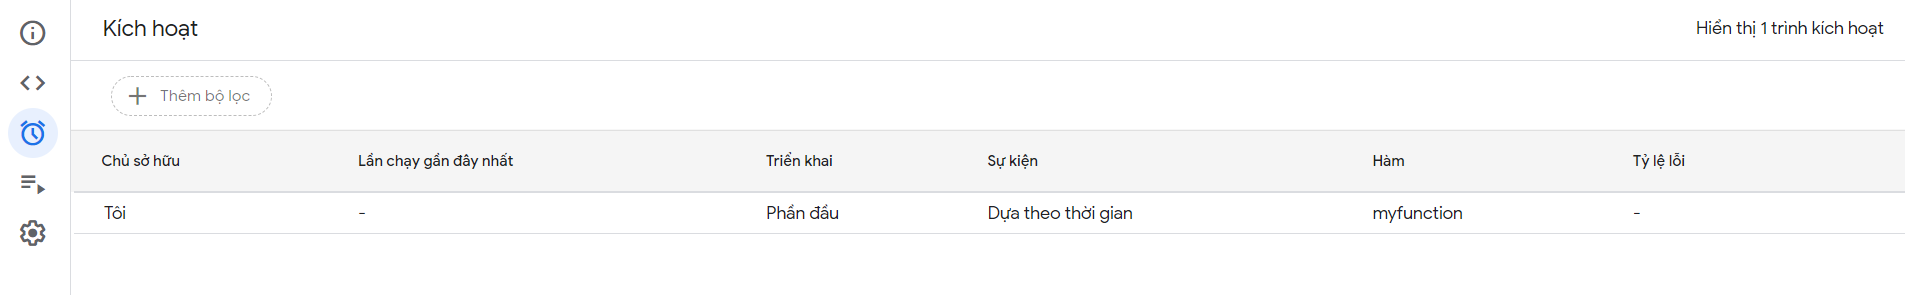 Kích hoạt
Hiển thị 1 trình kích hoạt
Thêm bộ lọc
Chủ sở hữu Lần chạy gần đây nhất Triển khai Sự kiện Hàm Tỷ lệ lỗi
Tôi - Phần đầu Dựa theo thời gian myfunction -